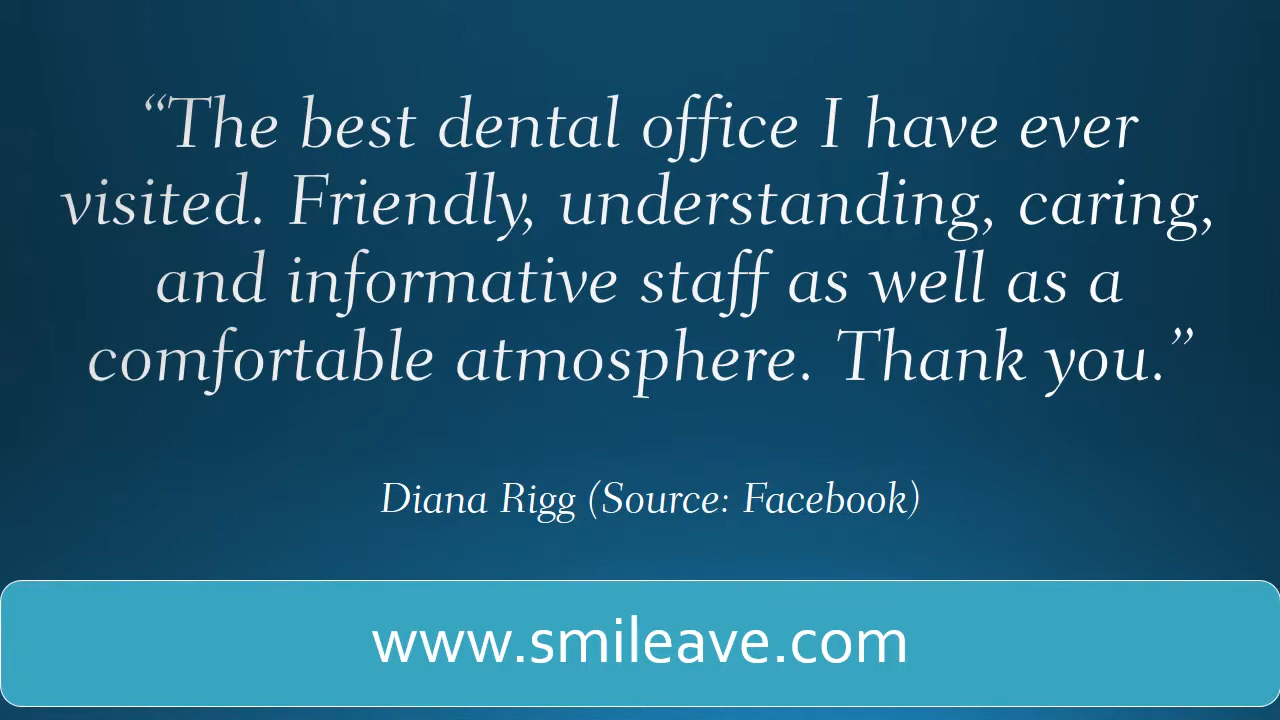 “The best dental office I have ever
visited. Friendly, understanding, caring,
and informative staff as well as a
comfortable atmosphere. Thank you.”
Diana Rigg (Source: Facebook)
www.smileave.com